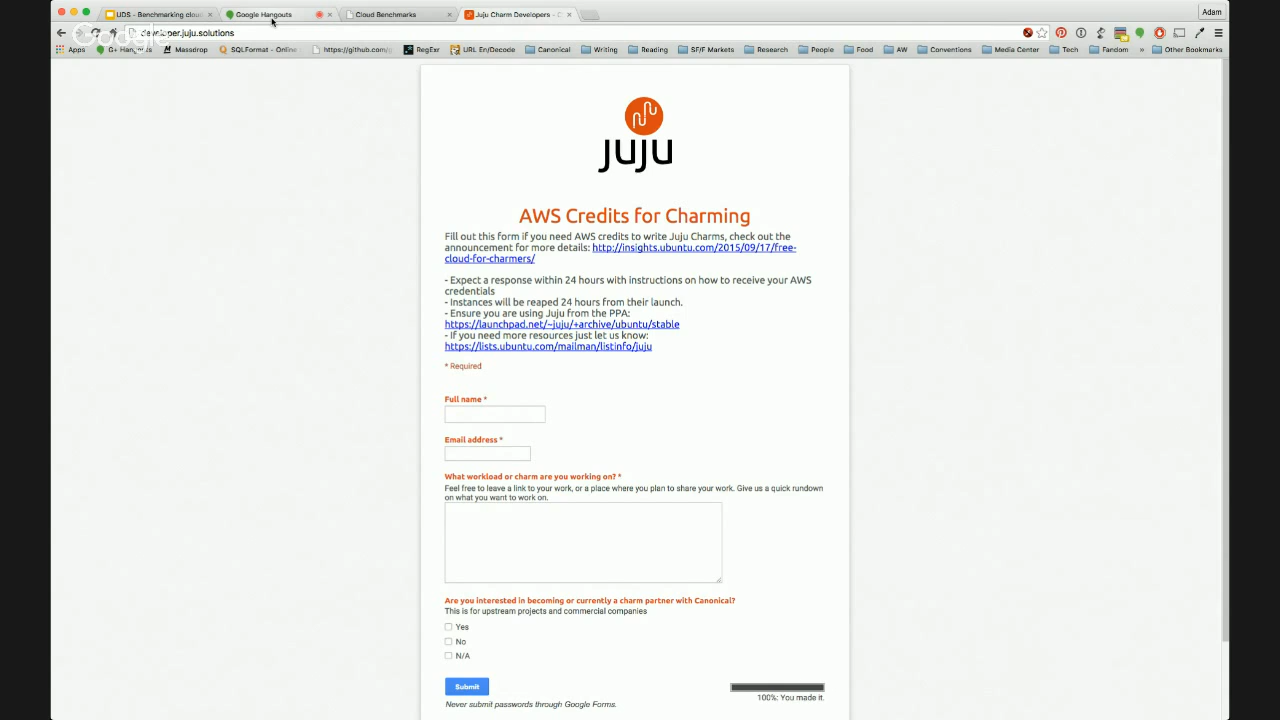 UDS - Benchmarking cloud
Google Hangouts
Cloud Benchmarks
Juju Charm Developers - C
Adam
Google
developer.juju.solutions
Apps
G+ Hangouts
Massdrop
SQLFormat - Online
https://github.com/
RegExr
URL En/Decode
Canonical
Writing
Reading
SF/F Markets
Research
People
Food
AW
Conventions
Media Center
Tech
Fandom
»
Other Bookmarks
juju
AWS Credits for Charming
Fill out this form if you need AWS credits to write Juju Charms, check out the
announcement for more details: http://insights.ubuntu.com/2015/09/17/free-
cloud-for-charmers/
- Expect a response within 24 hours with instructions on how to receive your AWS
credentials
- Instances will be reaped 24 hours from their launch.
- Ensure you are using Juju from the PPA:
https://launchpad.net/~juju/+archive/ubuntu/stable
- If you need more resources just let us know:
https://lists.ubuntu.com/mailman/listinfo/juju
* Required
Full name *
Email address *
What workload or charm are you working on? *
Feel free to leave a link to your work, or a place where you plan to share your work. Give us a quick rundown
on what you want to work on.
Are you interested in becoming or currently a charm partner with Canonical?
This is for upstream projects and commercial companies
Yes
No
N/A
Submit
100%: You made it.
Never submit passwords through Google Forms.